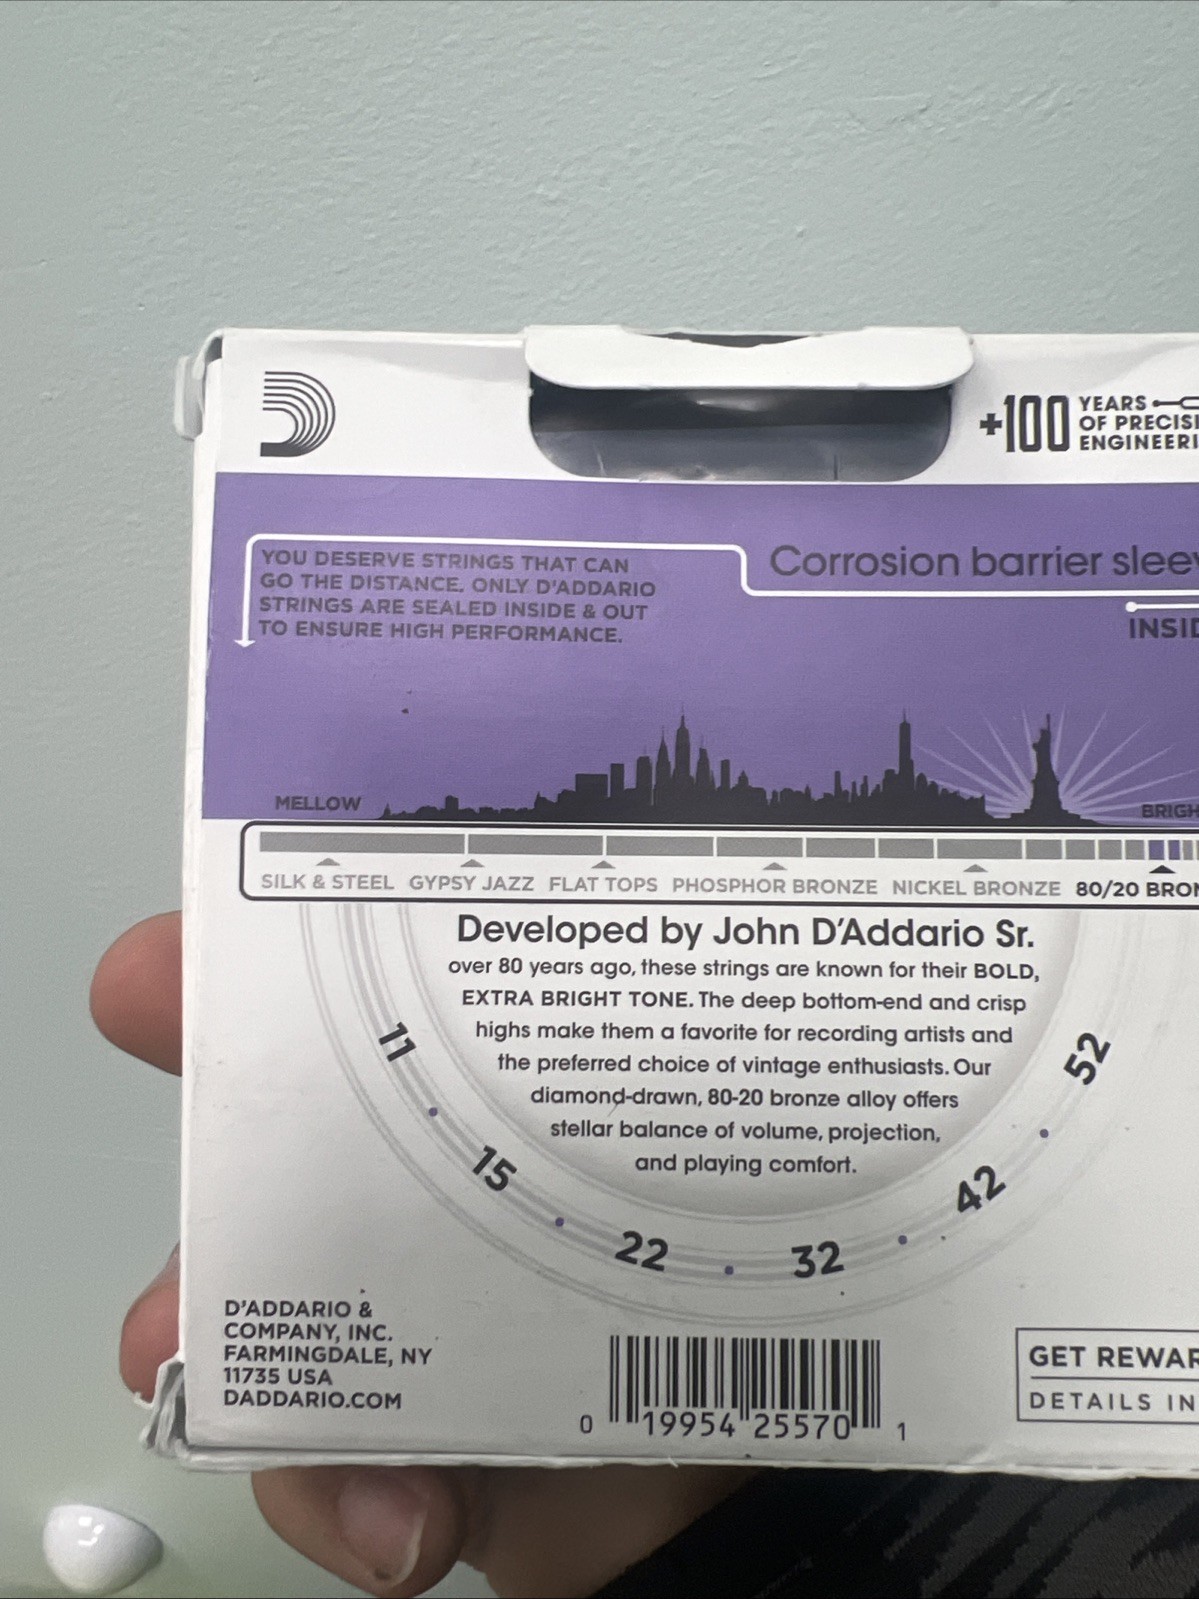 +100 YEARS
OF PRECISI
ENGINEERI
YOU DESERVE STRINGS THAT CAN
GO THE DISTANCE. ONLY D'ADDARIO
STRINGS ARE SEALED INSIDE & OUT
TO ENSURE HIGH PERFORMANCE.
Corrosion barrier sleev
INSID
MELLOW
BRIGH
SILK & STEEL GYPSY JAZZ FLAT TOPS PHOSPHOR BRONZE NICKEL BRONZE 80/20 BRON
Developed by John D'Addario Sr.
over 80 years ago, these strings are known for their BOLD,
EXTRA BRIGHT TONE. The deep bottom-end and crisp
highs make them a favorite for recording artists and
the preferred choice of vintage enthusiasts. Our
diamond-drawn, 80-20 bronze alloy offers
stellar balance of volume, projection,
and playing comfort.
11 • 15 • 22 • 32 • 42 • 52
D'ADDARIO &
COMPANY, INC.
FARMINGDALE, NY
11735 USA
DADDARIO.COM
0 19954 25570 1
GET REWAR
DETAILS IN